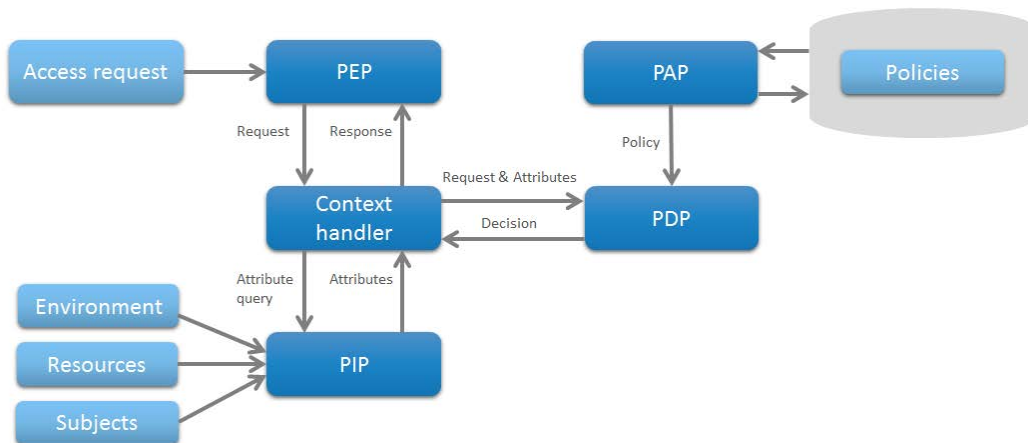 Access request
PEP
PAP
Policies
Request
Response
Policy
Request & Attributes
Context
handler
Decision
PDP
Attribute
query
Attributes
Environment
Resources
PIP
Subjects